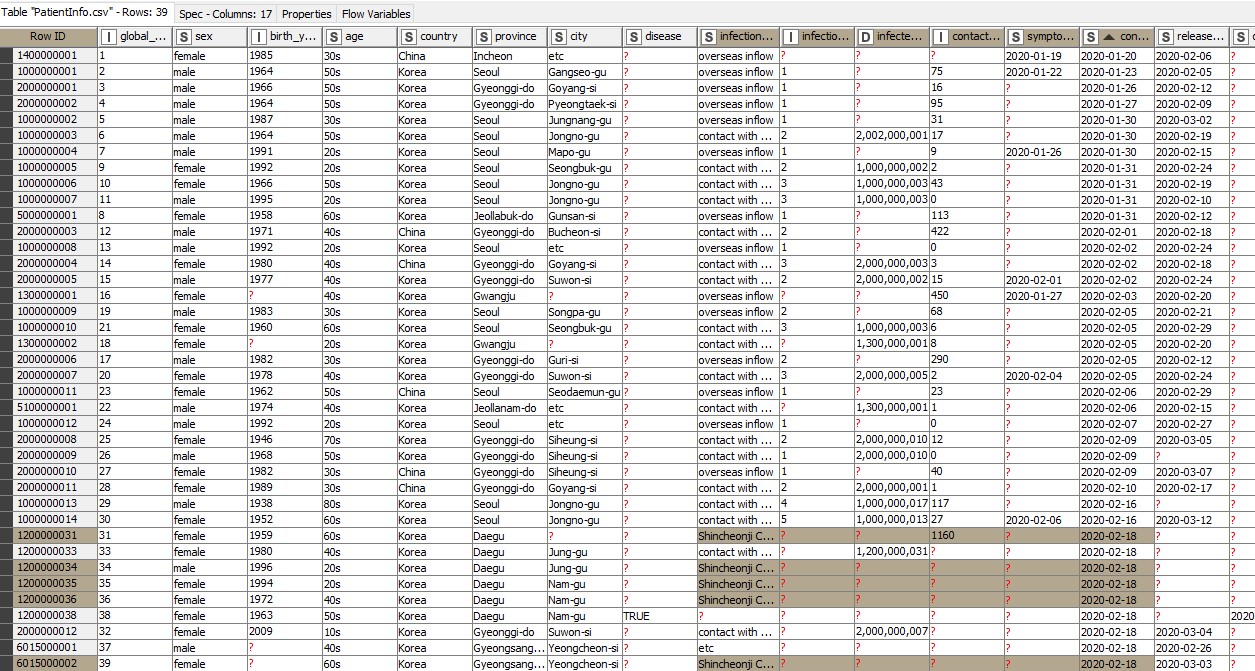 Table "PatientInfo.csv" - Rows: 39 Spec - Columns: 17 Properties Flow Variables
Row ID I global_... S sex I birth_y... S age S country S province S city S disease S infection... I infectio... D infecte... I contact... S sympto... S con... S release... S
1400000001 1 female 1985 30s China Incheon etc ? overseas inflow ? ? ? 2020-01-19 2020-01-20 2020-02-06 ?
1000000001 2 male 1964 50s Korea Seoul Gangseo-gu ? overseas inflow 1 ? 75 2020-01-22 2020-01-23 2020-02-05 ?
2000000001 3 male 1966 50s Korea Gyeonggi-do Goyang-si ? overseas inflow 1 ? 16 ? 2020-01-26 2020-02-12 ?
2000000002 4 male 1964 50s Korea Gyeonggi-do Pyeongtaek-si ? overseas inflow 1 ? 95 ? 2020-01-27 2020-02-09 ?
1000000002 5 male 1987 30s Korea Seoul Jungnang-gu ? overseas inflow 1 ? 31 ? 2020-01-30 2020-03-02 ?
1000000003 6 male 1964 50s Korea Seoul Jongno-gu ? contact with ... 2 2,002,000,001 17 ? 2020-01-30 2020-02-19 ?
1000000004 7 male 1991 20s Korea Seoul Mapo-gu ? overseas inflow 1 ? 9 2020-01-26 2020-01-30 2020-02-15 ?
1000000005 9 female 1992 20s Korea Seoul Seongbuk-gu ? contact with ... 2 1,000,000,002 2 ? 2020-01-31 2020-02-24 ?
1000000006 10 female 1966 50s Korea Seoul Jongno-gu ? contact with ... 3 1,000,000,003 43 ? 2020-01-31 2020-02-19 ?
1000000007 11 male 1995 20s Korea Seoul Jongno-gu ? contact with ... 3 1,000,000,003 0 ? 2020-01-31 2020-02-10 ?
5000000001 8 female 1958 60s Korea Jeollabuk-do Gunsan-si ? overseas inflow 1 ? 113 ? 2020-01-31 2020-02-12 ?
2000000003 12 male 1971 40s China Gyeonggi-do Bucheon-si ? contact with ... 2 ? 422 ? 2020-02-01 2020-02-18 ?
1000000008 13 male 1992 20s Korea Seoul etc ? overseas inflow 1 ? 0 ? 2020-02-02 2020-02-24 ?
2000000004 14 female 1980 40s China Gyeonggi-do Goyang-si ? contact with ... 3 2,000,000,003 3 ? 2020-02-02 2020-02-18 ?
2000000005 15 male 1977 40s Korea Gyeonggi-do Suwon-si ? contact with ... 2 2,000,000,002 15 2020-02-01 2020-02-02 2020-02-24 ?
1300000001 16 female ? 40s Korea Gwangju ? ? overseas inflow ? ? 450 2020-01-27 2020-02-03 2020-02-20 ?
1000000009 19 male 1983 30s Korea Seoul Songpa-gu ? overseas inflow 2 ? 68 ? 2020-02-05 2020-02-21 ?
1000000010 21 female 1960 60s Korea Seoul Seongbuk-gu ? contact with ... 3 1,000,000,003 6 ? 2020-02-05 2020-02-29 ?
1300000002 18 female ? 20s Korea Gwangju ? ? contact with ... ? 1,300,000,001 8 ? 2020-02-05 2020-02-20 ?
2000000006 17 male 1982 30s Korea Gyeonggi-do Guri-si ? overseas inflow 2 ? 290 ? 2020-02-05 2020-02-12 ?
2000000007 20 female 1978 40s Korea Gyeonggi-do Suwon-si ? contact with ... 3 2,000,000,005 2 2020-02-04 2020-02-05 2020-02-24 ?
1000000011 23 female 1962 50s China Seoul Seodaemun-gu ? overseas inflow 1 ? 23 ? 2020-02-06 2020-02-29 ?
5100000001 22 male 1974 40s Korea Jeollanam-do etc ? contact with ... ? 1,300,000,001 1 ? 2020-02-06 2020-02-15 ?
1000000012 24 male 1992 20s Korea Seoul etc ? overseas inflow 1 ? 0 ? 2020-02-07 2020-02-27 ?
2000000008 25 female 1946 70s Korea Gyeonggi-do Siheung-si ? contact with ... 2 2,000,000,010 12 ? 2020-02-09 2020-03-05 ?
2000000009 26 male 1968 50s Korea Gyeonggi-do Siheung-si ? contact with ... 1 2,000,000,010 0 ? 2020-02-09 ? ?
2000000010 27 female 1982 30s China Gyeonggi-do Siheung-si ? overseas inflow 1 ? 40 ? 2020-02-09 2020-03-07 ?
2000000011 28 female 1989 30s China Gyeonggi-do Goyang-si ? contact with ... 2 2,000,000,001 1 ? 2020-02-10 2020-02-17 ?
1000000013 29 male 1938 80s Korea Seoul Jongno-gu ? contact with ... 4 1,000,000,017 117 ? 2020-02-16 ? ?
1000000014 30 female 1952 60s Korea Seoul Jongno-gu ? contact with ... 5 1,000,000,013 27 2020-02-06 2020-02-16 2020-03-12 ?
1200000031 31 female 1959 60s Korea Daegu ? ? Shincheonji C... ? ? 1160 ? 2020-02-18 ? ?
1200000033 33 female 1980 40s Korea Daegu Jung-gu ? contact with ... ? 1,200,000,031 ? ? 2020-02-18 ? ?
1200000034 34 male 1996 20s Korea Daegu Jung-gu ? Shincheonji C... ? ? ? ? 2020-02-18 ? ?
1200000035 35 female 1994 20s Korea Daegu Nam-gu ? Shincheonji C... ? ? ? ? 2020-02-18 ? ?
1200000036 36 female 1972 40s Korea Daegu Nam-gu ? Shincheonji C... ? ? ? ? 2020-02-18 ? ?
1200000038 38 female 1963 50s Korea Daegu Nam-gu TRUE ? ? ? ? ? 2020-02-18 ? 2020
2000000012 32 female 2009 10s Korea Gyeonggi-do Suwon-si ? contact with ... ? 2,000,000,007 ? ? 2020-02-18 2020-03-04 ?
6015000001 37 male ? 40s Korea Gyeongsang... Yeongcheon-si ? etc ? ? ? ? 2020-02-18 2020-02-26 ?
6015000002 39 female ? 60s Korea Gyeongsang... Yeongcheon-si ? Shincheonji C... ? ? ? ? 2020-02-18 2020-03-03 ?